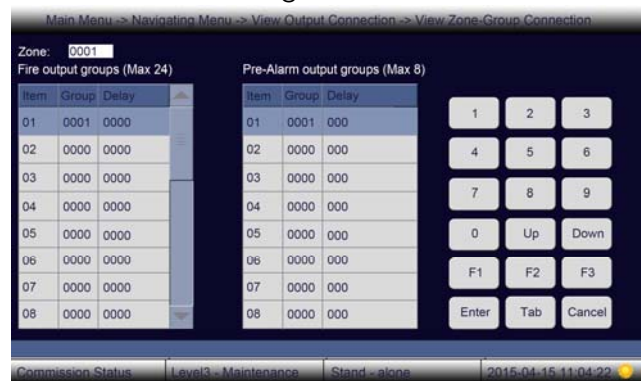 Main Menu -> Navigating Menu -> View Output Connection -> View Zone-Group Connection
Zone: 0001
Fire output groups (Max 24)
Pre-Alarm output groups (Max 8)
Item Group Delay
01 0001 0000
02 0000 0000
03 0000 0000
04 0000 0000
05 0000 0000
06 0000 0000
07 0000 0000
08 0000 0000
Item Group Delay
01 0001 000
02 0000 000
03 0000 000
04 0000 000
05 0000 000
06 0000 000
07 0000 000
08 0000 000
1 2 3
4 5 6
7 8 9
0 Up Down
F1 F2 F3
Enter Tab Cancel
Commission Status Level3 - Maintenance Stand - alone 2015-04-15 11:04:22